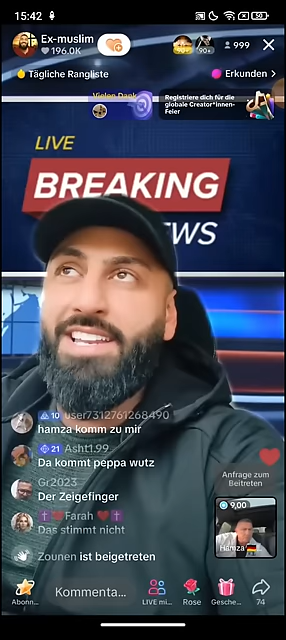 15:42
50
Ex-muslim
196.0K
90+
999
Tägliche Rangliste
Erkunden
Vielen Dank
Registriere dich für die
globale Creator*innen-
Feier
LIVE
BREAKING
NEWS
10 user7312761268490
hamza komm zu mir
21 Asht1.99
Da kommt peppa wutz
Gr2023
Der Zeigefinger
Farah
Das stimmt nicht
Zounen ist beigetreten
Anfrage zum
Beitreten
9,00
Hamza
Abonn...
Kommenta...
LIVE mi...
Rose
Gesche...
74